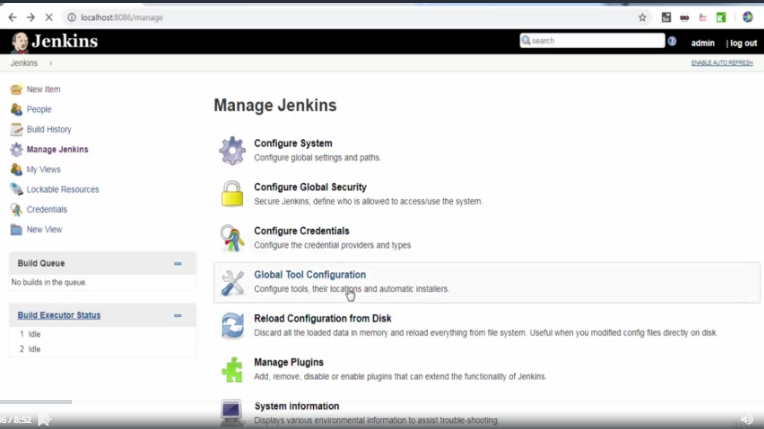 localhost:8086/manage
Jenkins
search
admin | log out
Jenkins
ENABLE AUTO REFRESH
New Item
People
Build History
Manage Jenkins
My Views
Lockable Resources
Credentials
New View
Build Queue
No builds in the queue.
Build Executor Status
1 Idle
2 Idle
Manage Jenkins
Configure System
Configure global settings and paths.
Configure Global Security
Secure Jenkins; define who is allowed to access/use the system.
Configure Credentials
Configure the credential providers and types
Global Tool Configuration
Configure tools, their locations and automatic installers.
Reload Configuration from Disk
Discard all the loaded data in memory and reload everything from file system. Useful when you modified config files directly on disk.
Manage Plugins
Add, remove, disable or enable plugins that can extend the functionality of Jenkins.
System information
Displays various environmental information to assist trouble-shooting.
/ 8:52